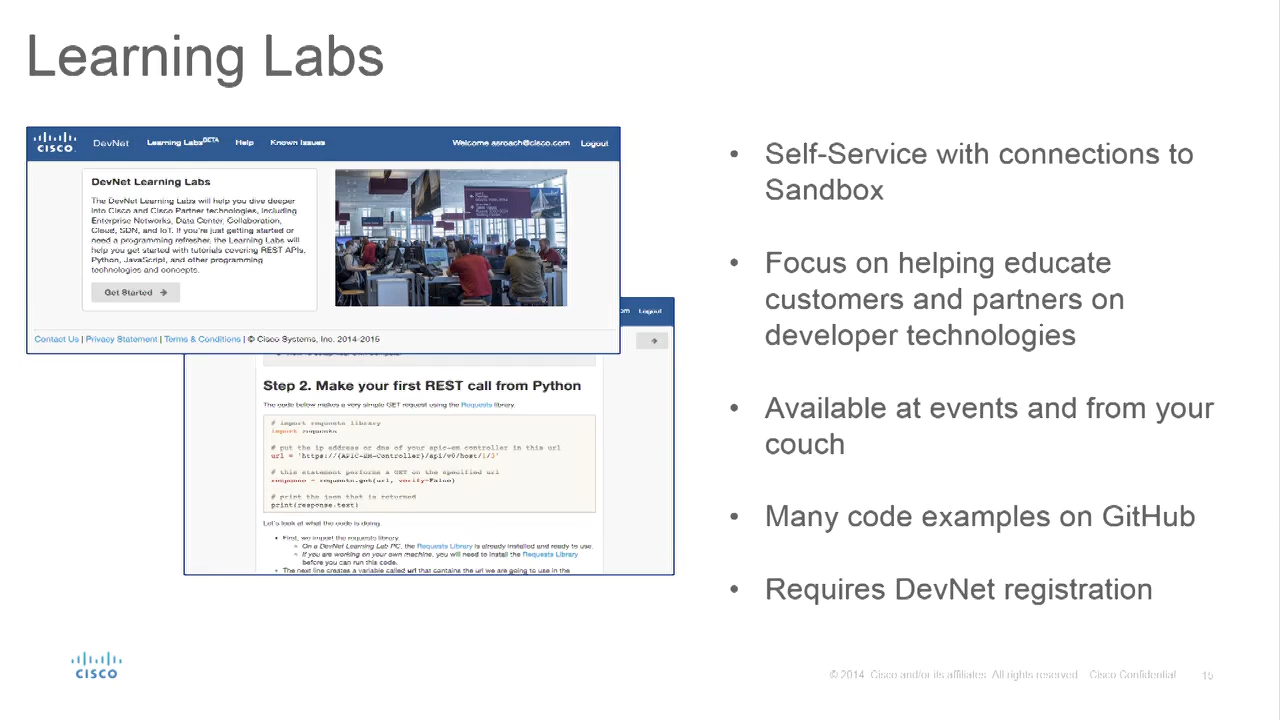 Learning Labs
CISCO
DevNet
Learning Labs BETA
Help
Known Issues
Welcome asroach@cisco.com
Logout
DevNet Learning Labs
The DevNet Learning Labs will help you dive deeper
into Cisco and Cisco Partner technologies, including
Enterprise Networks, Data Center, Collaboration,
Cloud, SDN, and IoT. If you're just getting started or
need a programming refresher, the Learning Labs will
help you get started with tutorials covering REST APIs,
Python, JavaScript, and other programming
technologies and concepts.
Get Started →
Contact Us | Privacy Statement | Terms & Conditions | © Cisco Systems, Inc. 2014-2015
om
Logout
→
Step 2. Make your first REST call from Python
The code below makes a very simple GET request using the Requests library.
# import requests library
import requests
# put the ip address or dns of your apic-em controller in this url
url = 'https://{APIC-EM-Controller}/api/v0/host/1/3'
# this statement performs a GET on the specified url
response = requests.get(url, verify=False)
# print the json that is returned
print(response.text)
Let's look at what the code is doing.
• First, we import the requests library.
○ On a DevNet Learning Lab PC, the Requests Library is already installed and ready to use.
○ If you are working on your own machine, you will need to install the Requests Library
before you can run this code.
• The next line creates a variable called url that contains the url we are going to use in the
• Self-Service with connections to
Sandbox
• Focus on helping educate
customers and partners on
developer technologies
• Available at events and from your
couch
• Many code examples on GitHub
• Requires DevNet registration
CISCO
© 2014 Cisco and/or its affiliates. All rights reserved. Cisco Confidential
15